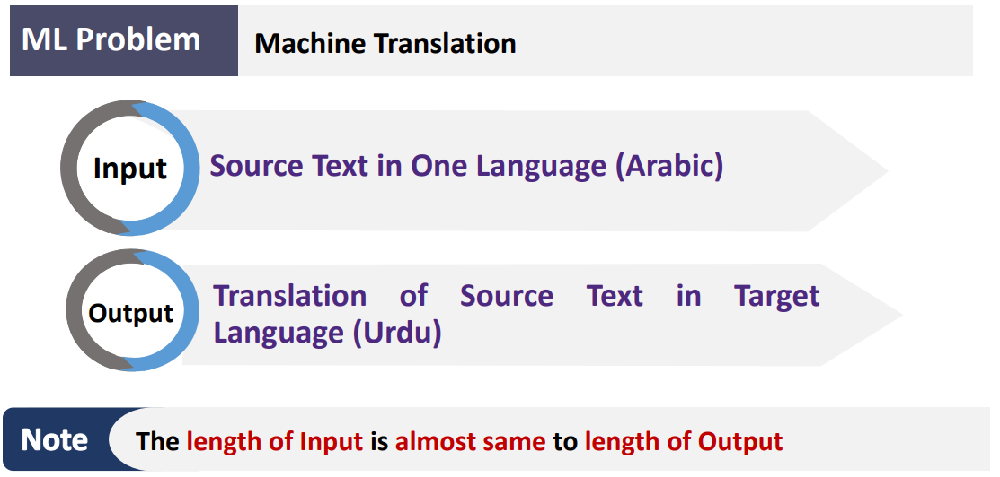 ML Problem
Machine Translation
Input
Source Text in One Language (Arabic)
Output
Translation of Source Text in Target
Language (Urdu)
Note
The length of Input is almost same to length of Output